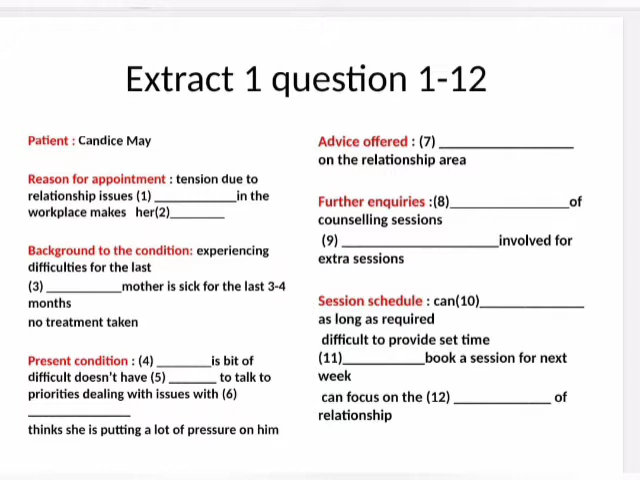 Extract 1 question 1-12
Patient : Candice May
Reason for appointment : tension due to
relationship issues (1) ____________in the
workplace makes her(2)________
Background to the condition: experiencing
difficulties for the last
(3) ___________mother is sick for the last 3-4
months
no treatment taken
Present condition : (4) ________is bit of
difficult doesn't have (5) _______ to talk to
priorities dealing with issues with (6)
_______________
thinks she is putting a lot of pressure on him
Advice offered : (7) ____________________
on the relationship area
Further enquiries :(8)_________________of
counselling sessions
(9) ______________________involved for
extra sessions
Session schedule : can(10)_______________
as long as required
difficult to provide set time
(11)____________book a session for next
week
can focus on the (12) ______________ of
relationship